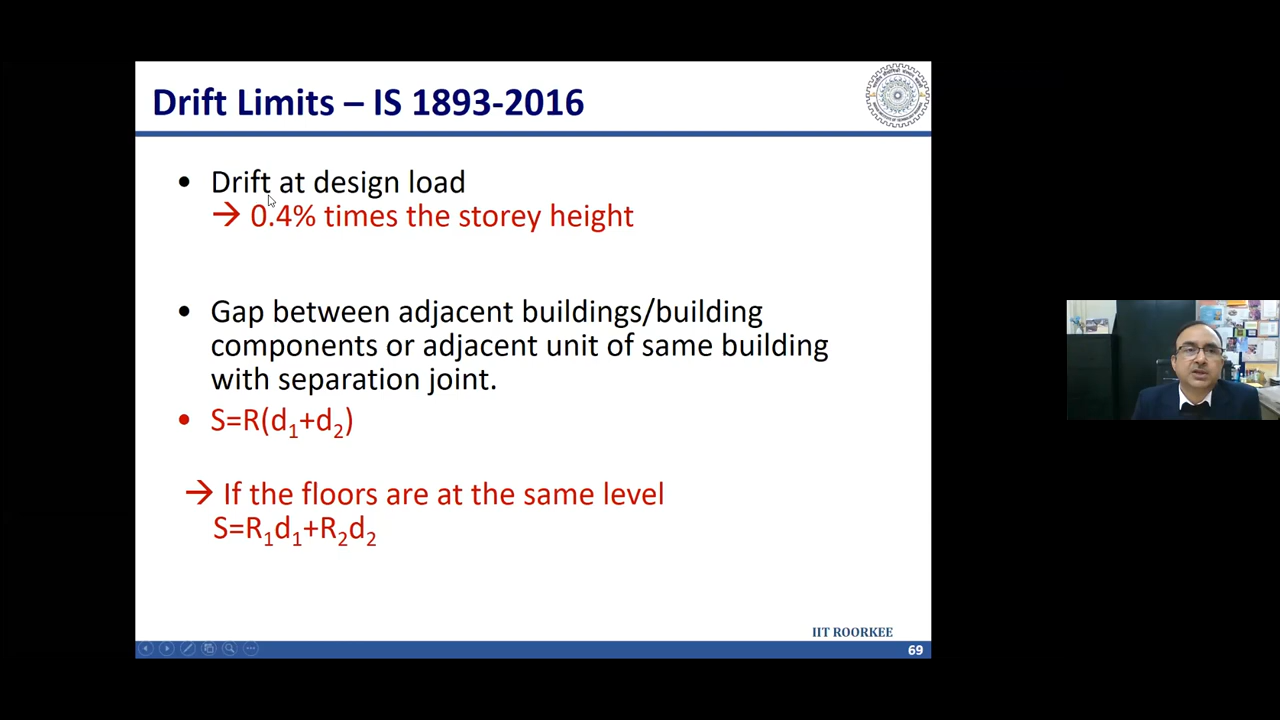 Drift Limits – IS 1893-2016
• Drift at design load
→ 0.4% times the storey height
• Gap between adjacent buildings/building
components or adjacent unit of same building
with separation joint.
• S=R(d₁+d₂)
→ If the floors are at the same level
S=R₁d₁+R₂d₂
IIT ROORKEE
69